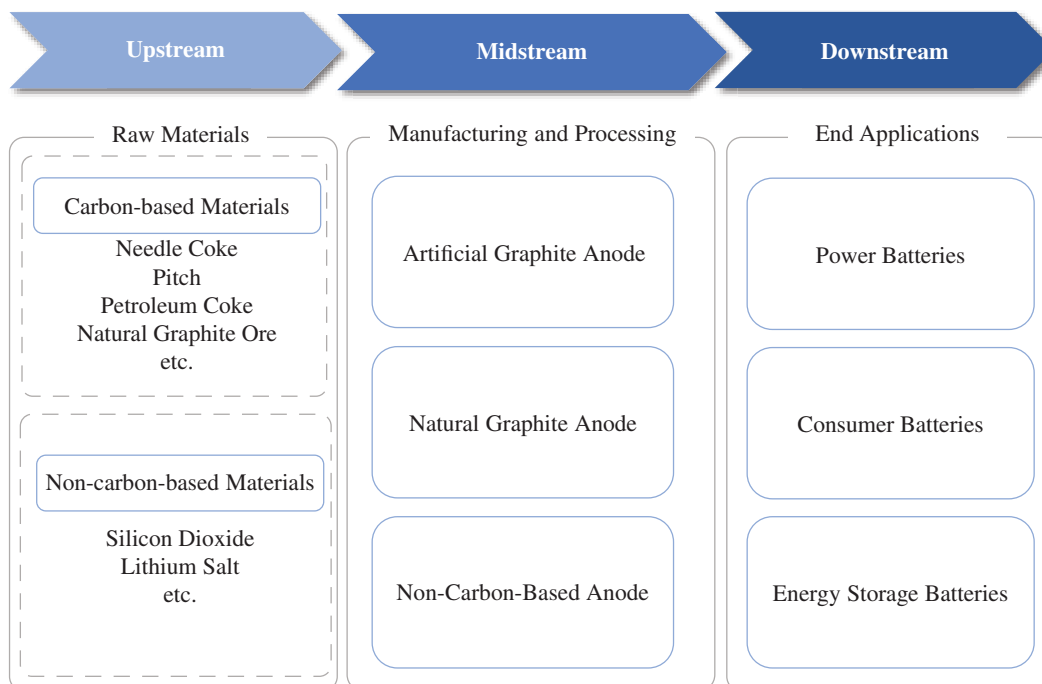 Upstream
Midstream
Downstream
Raw Materials
Carbon-based Materials
Needle Coke
Pitch
Petroleum Coke
Natural Graphite Ore
etc.
Non-carbon-based Materials
Silicon Dioxide
Lithium Salt
etc.
Manufacturing and Processing
Artificial Graphite Anode
Natural Graphite Anode
Non-Carbon-Based Anode
End Applications
Power Batteries
Consumer Batteries
Energy Storage Batteries